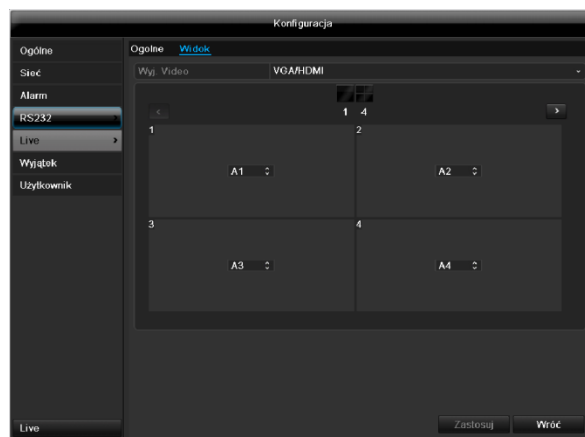 Konfiguracja
Ogólne
Sieć
Alarm
RS232
Live
Wyjątek
Użytkownik
Live
Ogolne Widok
Wyj. Video VGA/HDMI
1 4
1
A1
2
A2
3
A3
4
A4
Zastosuj Wróć